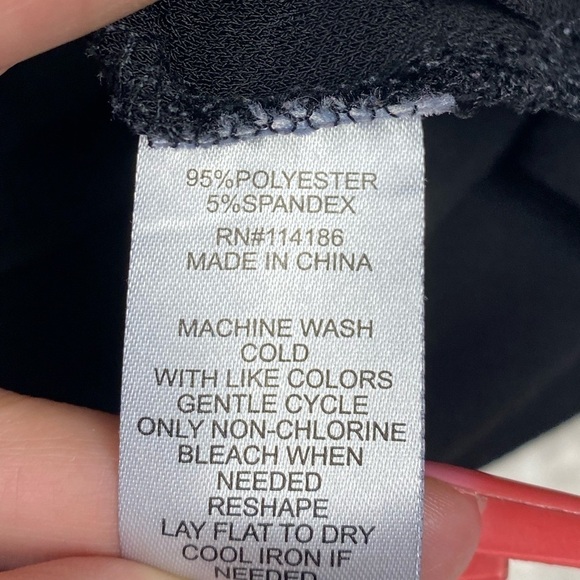 95%POLYESTER
5%SPANDEX
RN#114186
MADE IN CHINA
MACHINE WASH
COLD
WITH LIKE COLORS
GENTLE CYCLE
ONLY NON-CHLORINE
BLEACH WHEN
NEEDED
RESHAPE
LAY FLAT TO DRY
COOL IRON IF
NEEDED